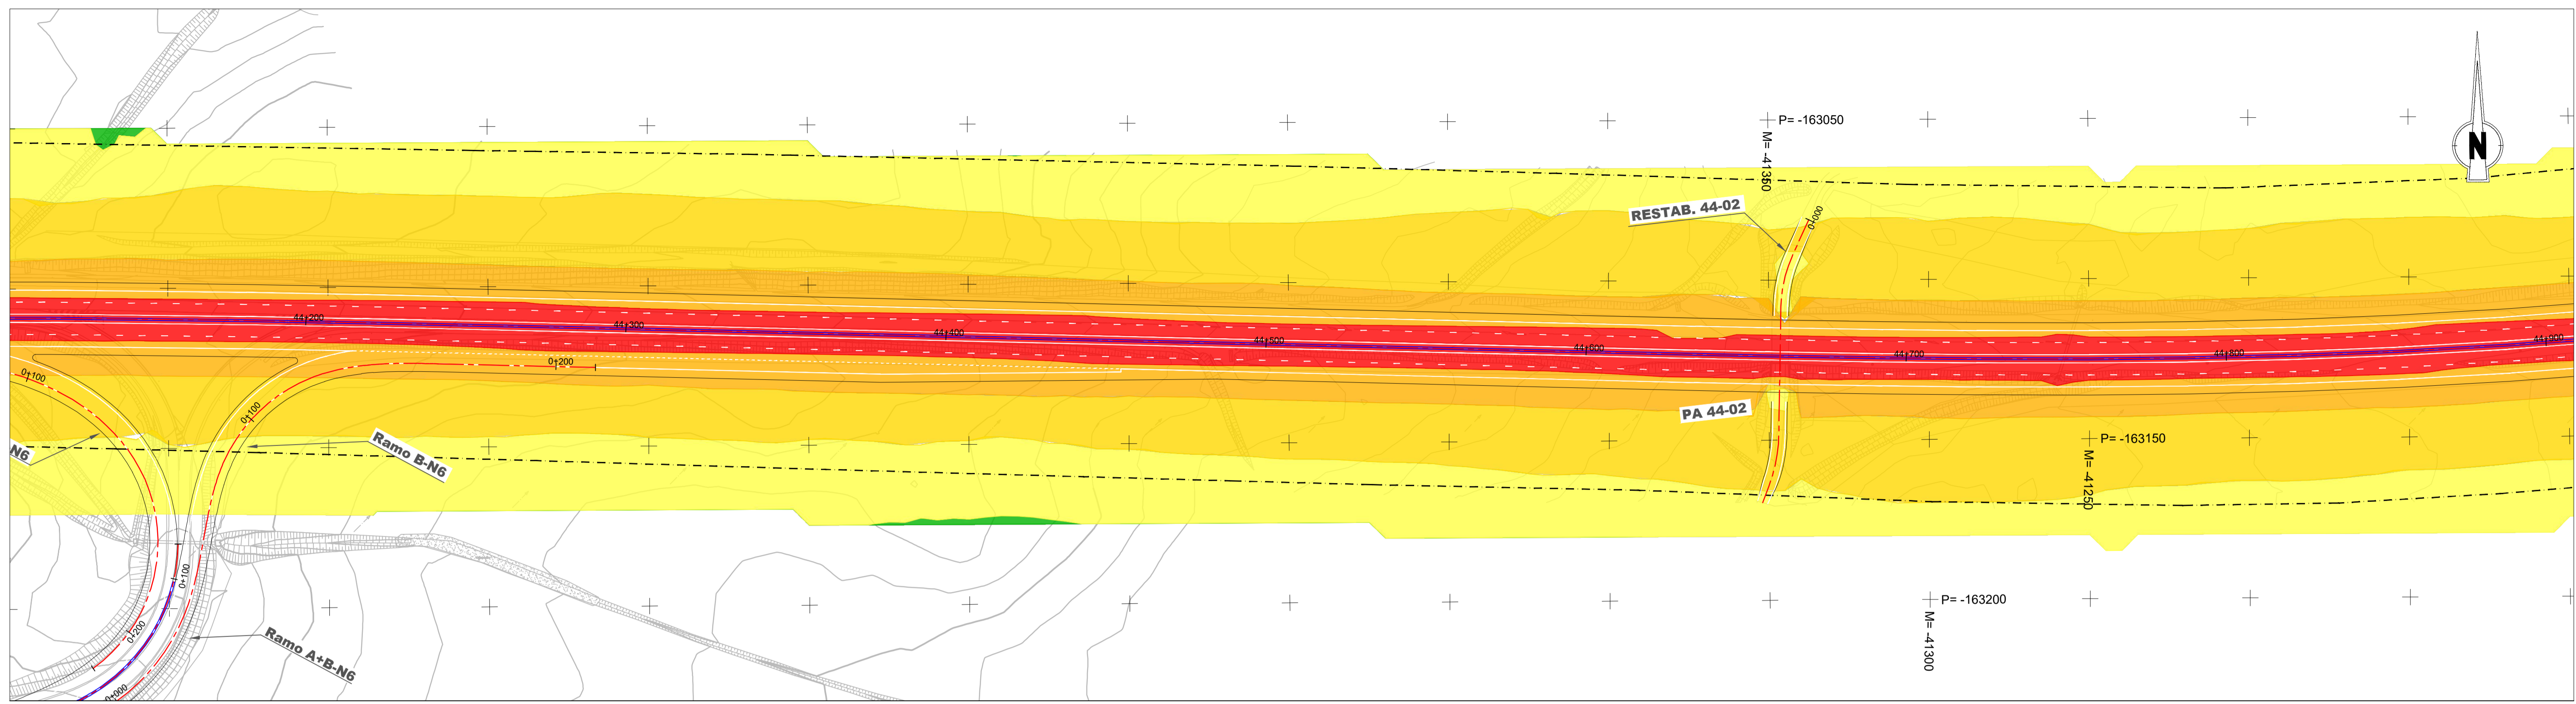 P= -163050
M= -41350
N
RESTAB. 44-02
0+000
44+200
44+300
44+400
44+500
44+600
44+700
44+800
44+900
0+200
0+100
0+100
PA 44-02
N6
Ramo B-N6
P= -163150
M= -41250
0+100
0+200
Ramo A+B-N6
0+000
P= -163200
M= -41300